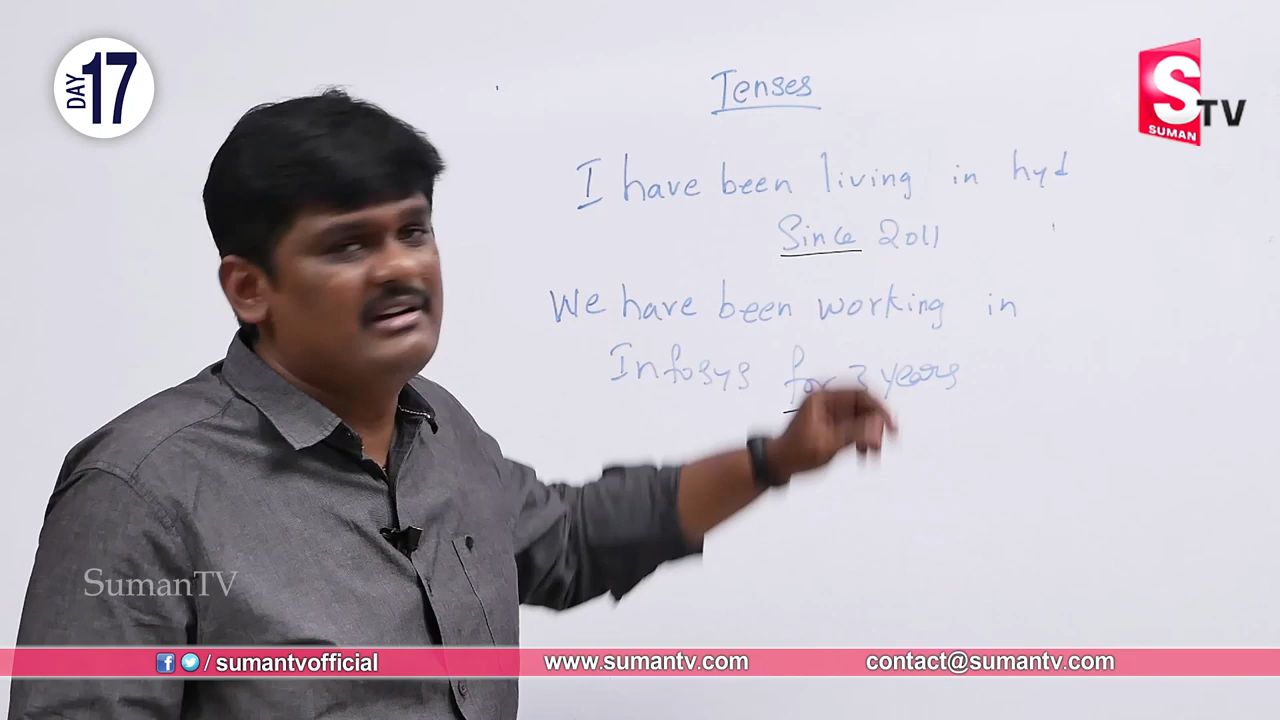 DAY 17
S TV
SUMAN
Tenses
I have been living in hyd
Since 2011
We have been working in
Infosys for 3 years
SumanTV
/ sumantvofficial
www.sumantv.com
contact@sumantv.com